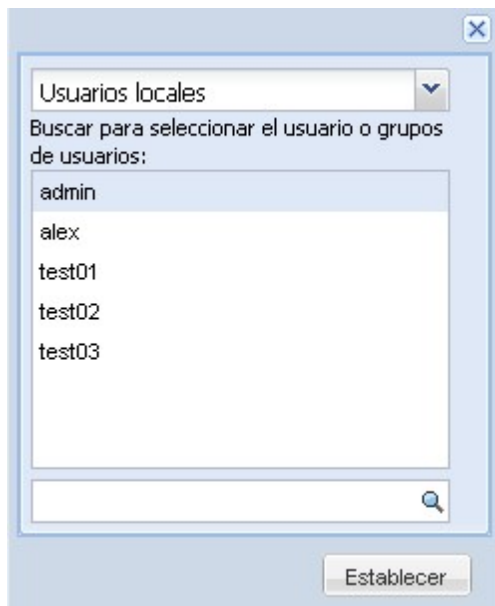 Usuarios locales
Buscar para seleccionar el usuario o grupos
de usuarios:
admin
alex
test01
test02
test03
Establecer